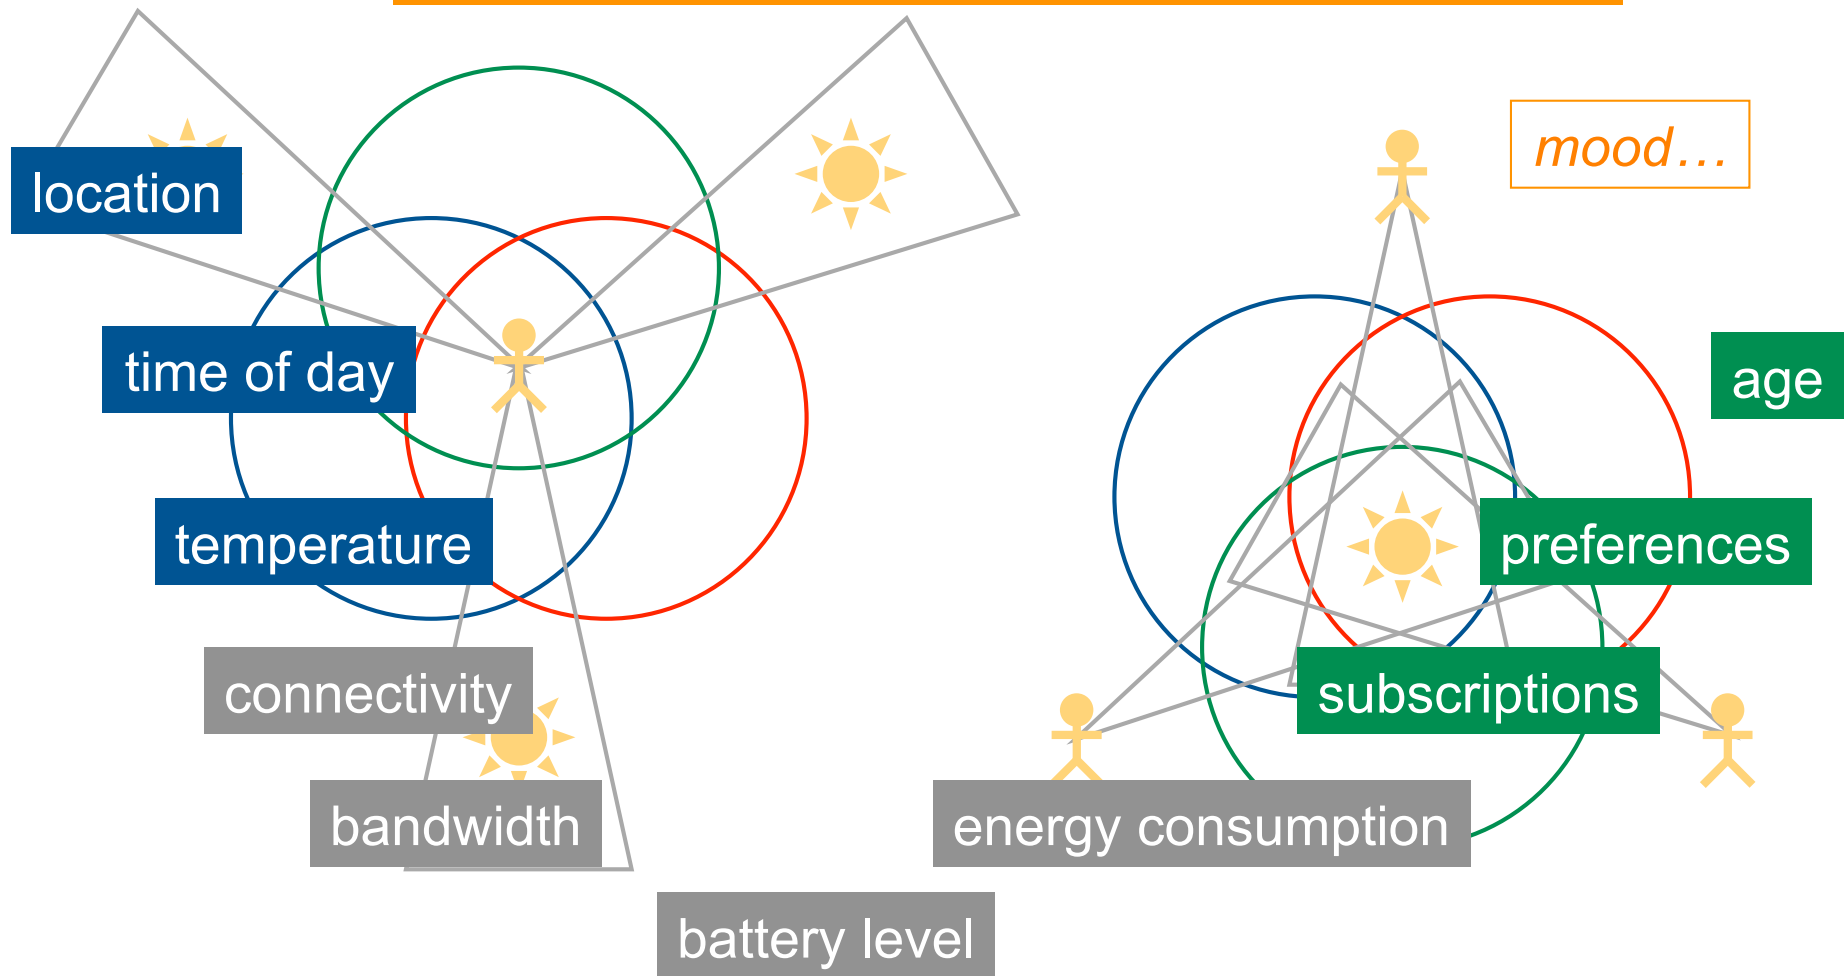 mood…
location
time of day
age
temperature
preferences
connectivity
subscriptions
bandwidth
energy consumption
battery level